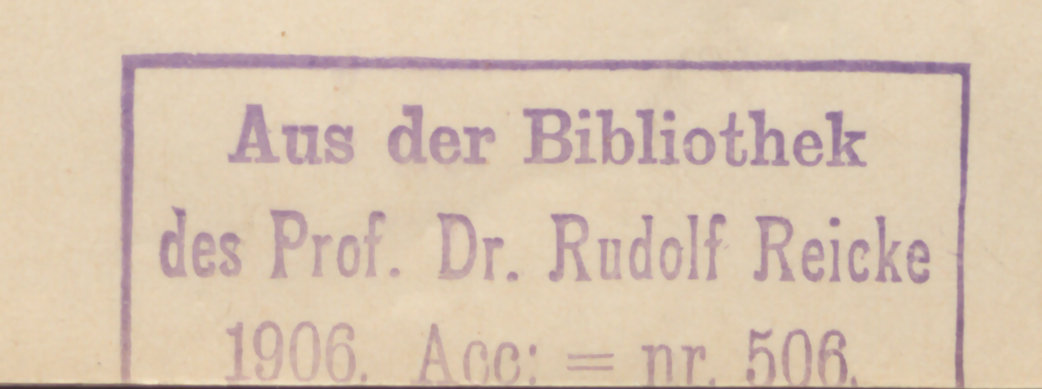 Aus der Bibliothek
des Prof. Dr. Rudolf Reicke
1906. Acc: = nr. 506.